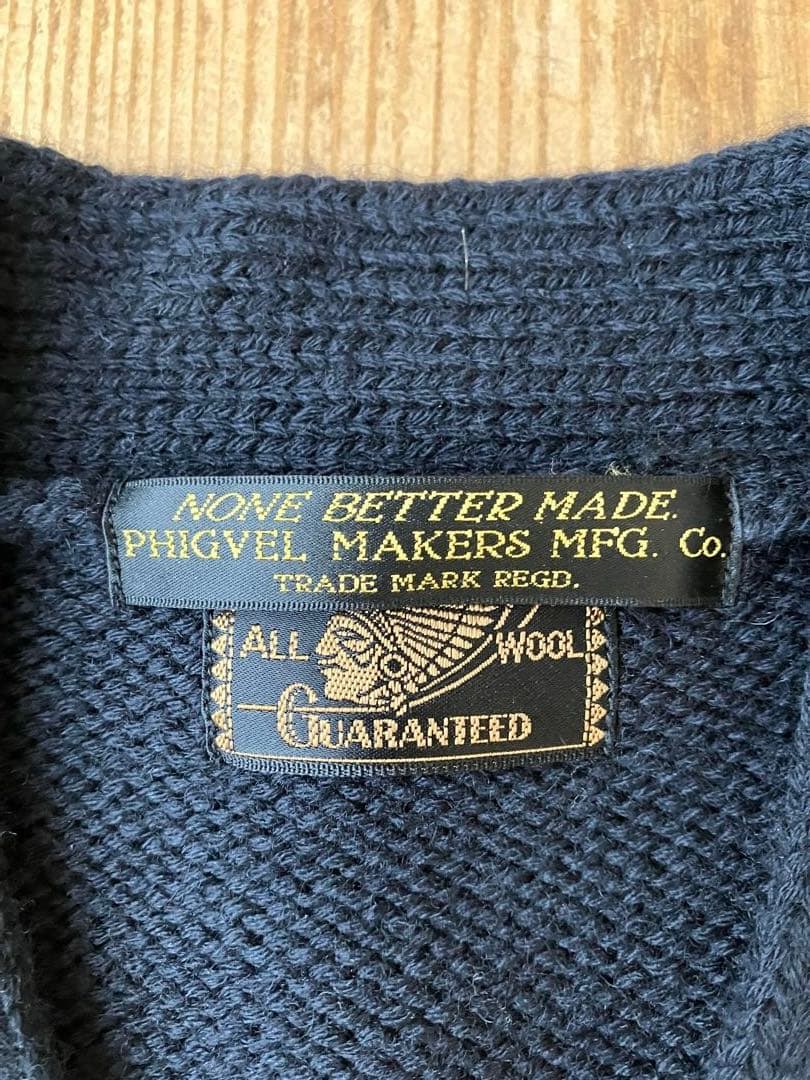 NONE BETTER MADE.
PHIGVEL MAKERS MFG. Co.
TRADE MARK REGD.
ALL WOOL
GUARANTEED